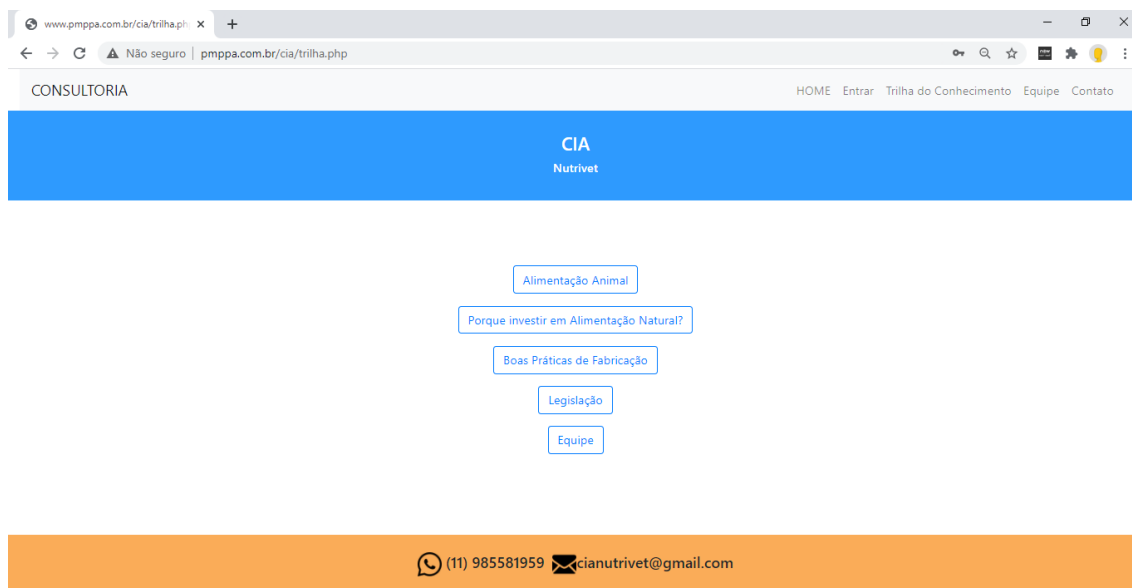 www.pmppa.com.br/cia/trilha.ph
Não seguro | pmppa.com.br/cia/trilha.php
CONSULTORIA
HOME Entrar Trilha do Conhecimento Equipe Contato
CIA
Nutrivet
Alimentação Animal
Porque investir em Alimentação Natural?
Boas Práticas de Fabricação
Legislação
Equipe
(11) 985581959 cianutrivet@gmail.com